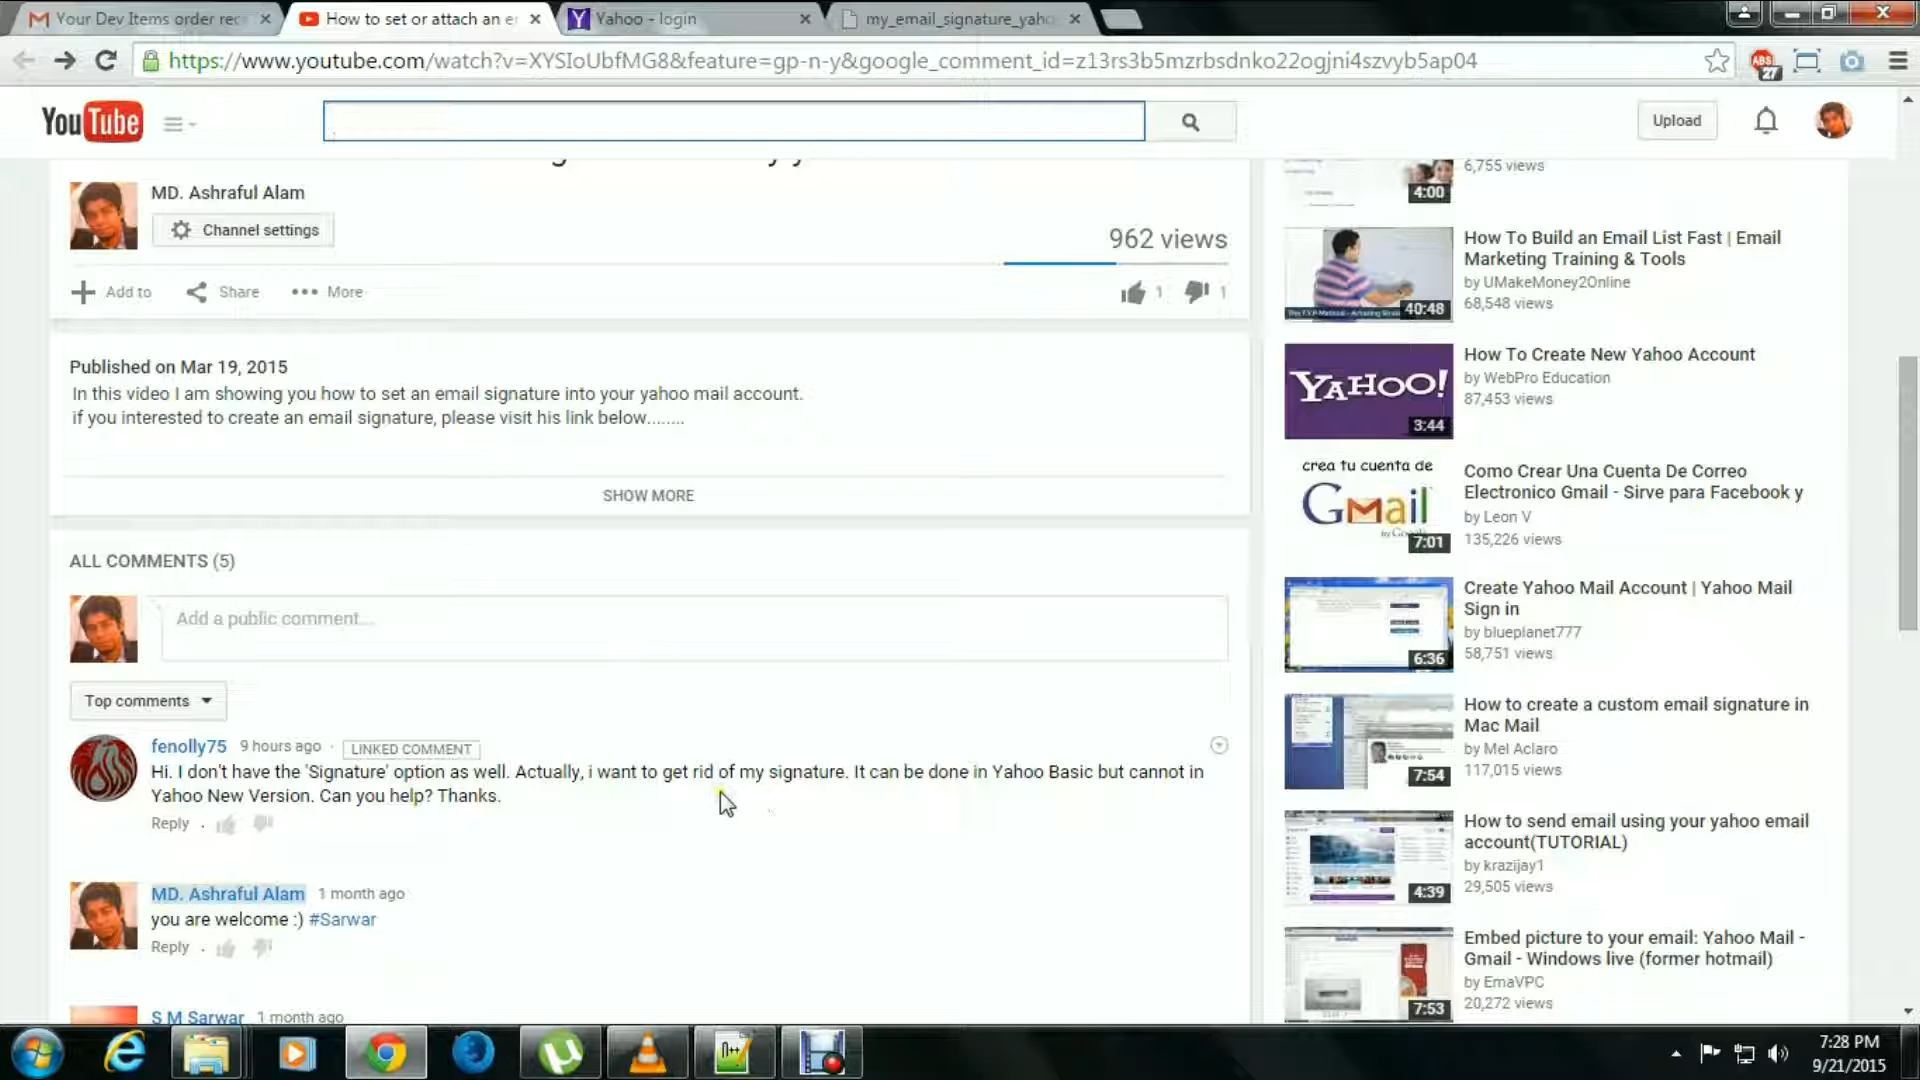 Your Dev Items order rec
How to set or attach an e
Yahoo - login
my_email_signature_yaho
https://www.youtube.com/watch?v=XYSIoUbfMG8&feature=gp-n-y&google_comment_id=z13rs3b5mzrbsdnko22ogjni4szvyb5ap04
ABS
27
YouTube
Upload
MD. Ashraful Alam
Channel settings
962 views
Add to
Share
More
1
1
Published on Mar 19, 2015
In this video I am showing you how to set an email signature into your yahoo mail account.
if you interested to create an email signature, please visit his link below........
SHOW MORE
ALL COMMENTS (5)
Add a public comment...
Top comments
fenolly75 9 hours ago · LINKED COMMENT
Hi. I don't have the 'Signature' option as well. Actually, i want to get rid of my signature. It can be done in Yahoo Basic but cannot in
Yahoo New Version. Can you help? Thanks.
Reply .
MD. Ashraful Alam 1 month ago
you are welcome :) #Sarwar
Reply .
S M Sarwar 1 month ago
4:00
6,755 views
40:48
How To Build an Email List Fast | Email
Marketing Training & Tools
by UMakeMoney2Online
68,548 views
YAHOO!
3:44
How To Create New Yahoo Account
by WebPro Education
87,453 views
crea tu cuenta de
Gmail
7:01
Como Crear Una Cuenta De Correo
Electronico Gmail - Sirve para Facebook y
by Leon V
135,226 views
6:36
Create Yahoo Mail Account | Yahoo Mail
Sign in
by blueplanet777
58,751 views
7:54
How to create a custom email signature in
Mac Mail
by Mel Aclaro
117,015 views
4:39
How to send email using your yahoo email
account(TUTORIAL)
by krazijay1
29,505 views
7:53
Embed picture to your email: Yahoo Mail -
Gmail - Windows live (former hotmail)
by EmaVPC
20,272 views
7:28 PM
9/21/2015